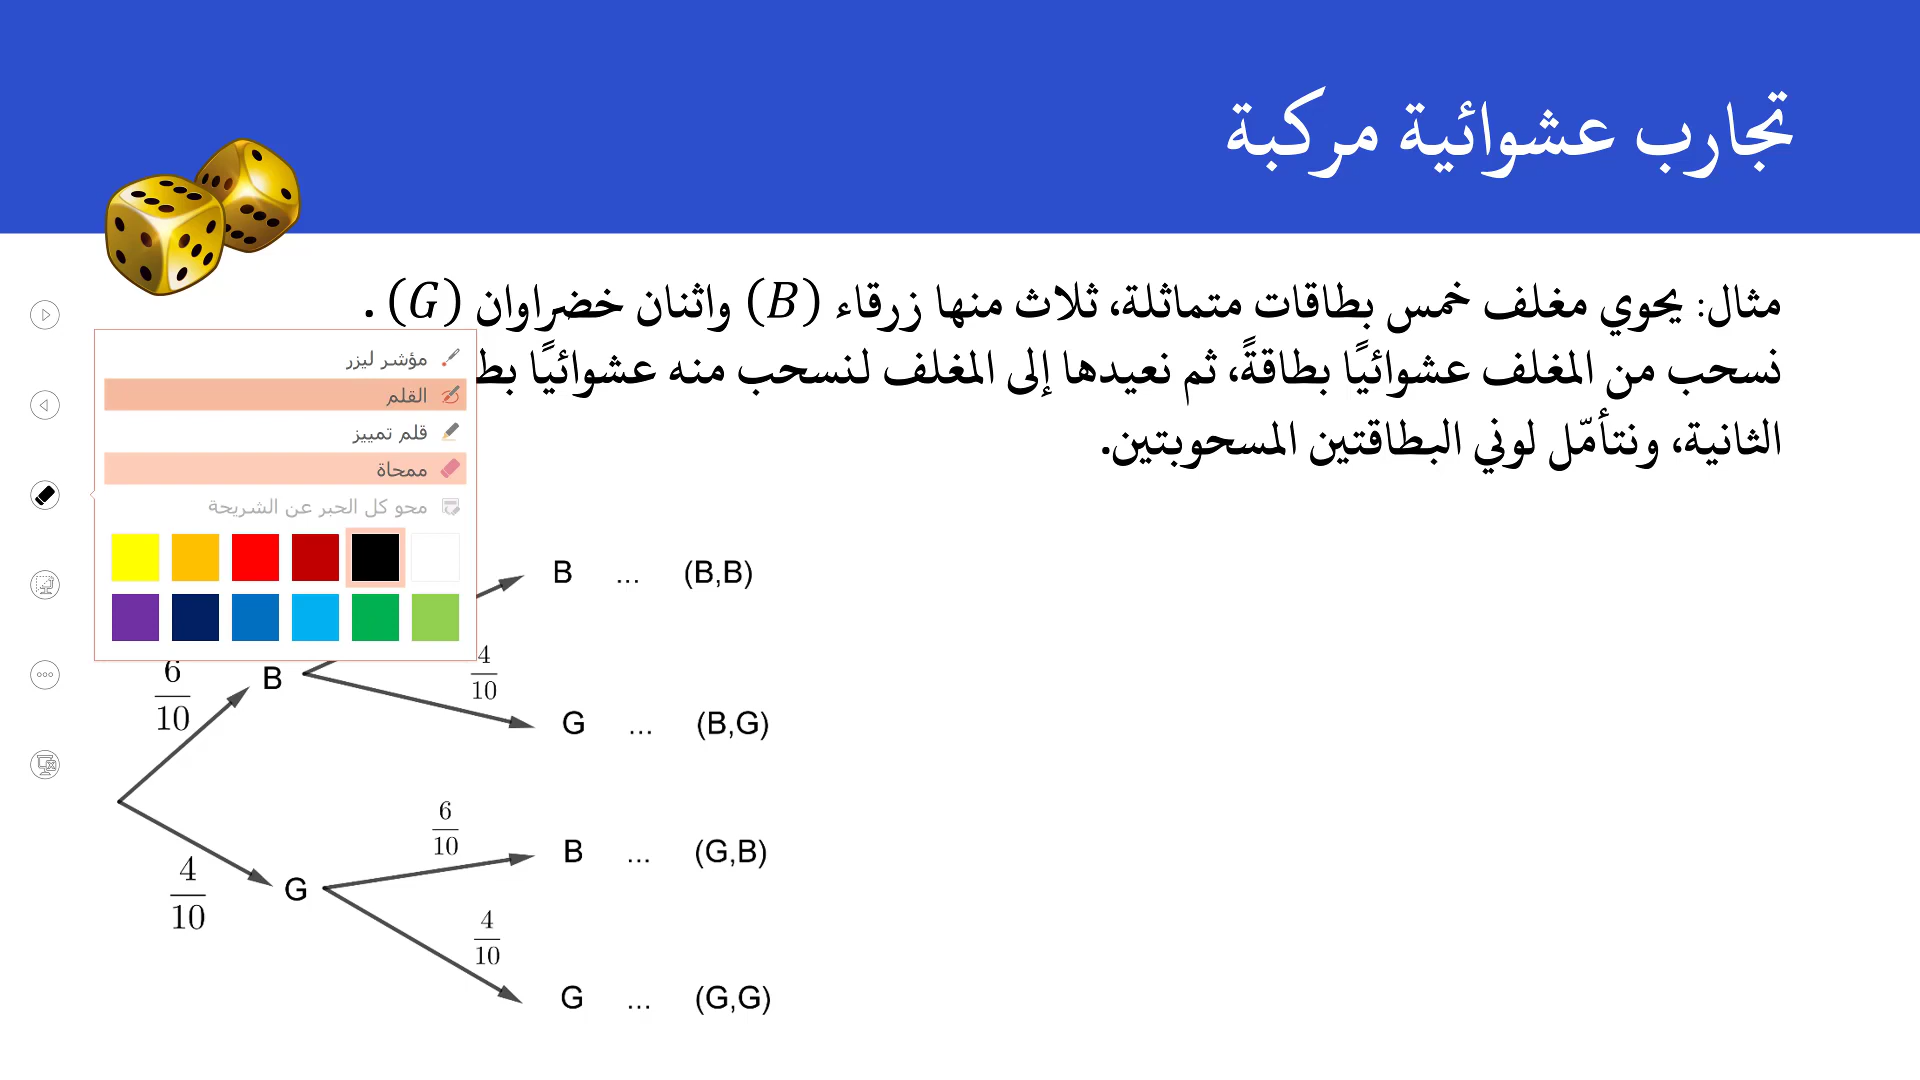 تجارب عشوائية مركبة
مثال: يحوي مغلف خمس بطاقات متماثلة، ثلاث منها زرقاء (B) واثنان خضراوان (G) .
نسحب من المغلف عشوائيًا بطاقةً، ثم نعيدها إلى المغلف لنسحب منه عشوائيًا
الثانية، ونتأمّل لوني البطاقتين المسحوبتين.
مؤشر ليزر
القلم
قلم تمييز
ممحاة
محو كل الحبر عن الشريحة
B ... (B,B)
4/10
6/10 B
G ... (B,G)
6/10
B ... (G,B)
4/10 G
4/10
G ... (G,G)